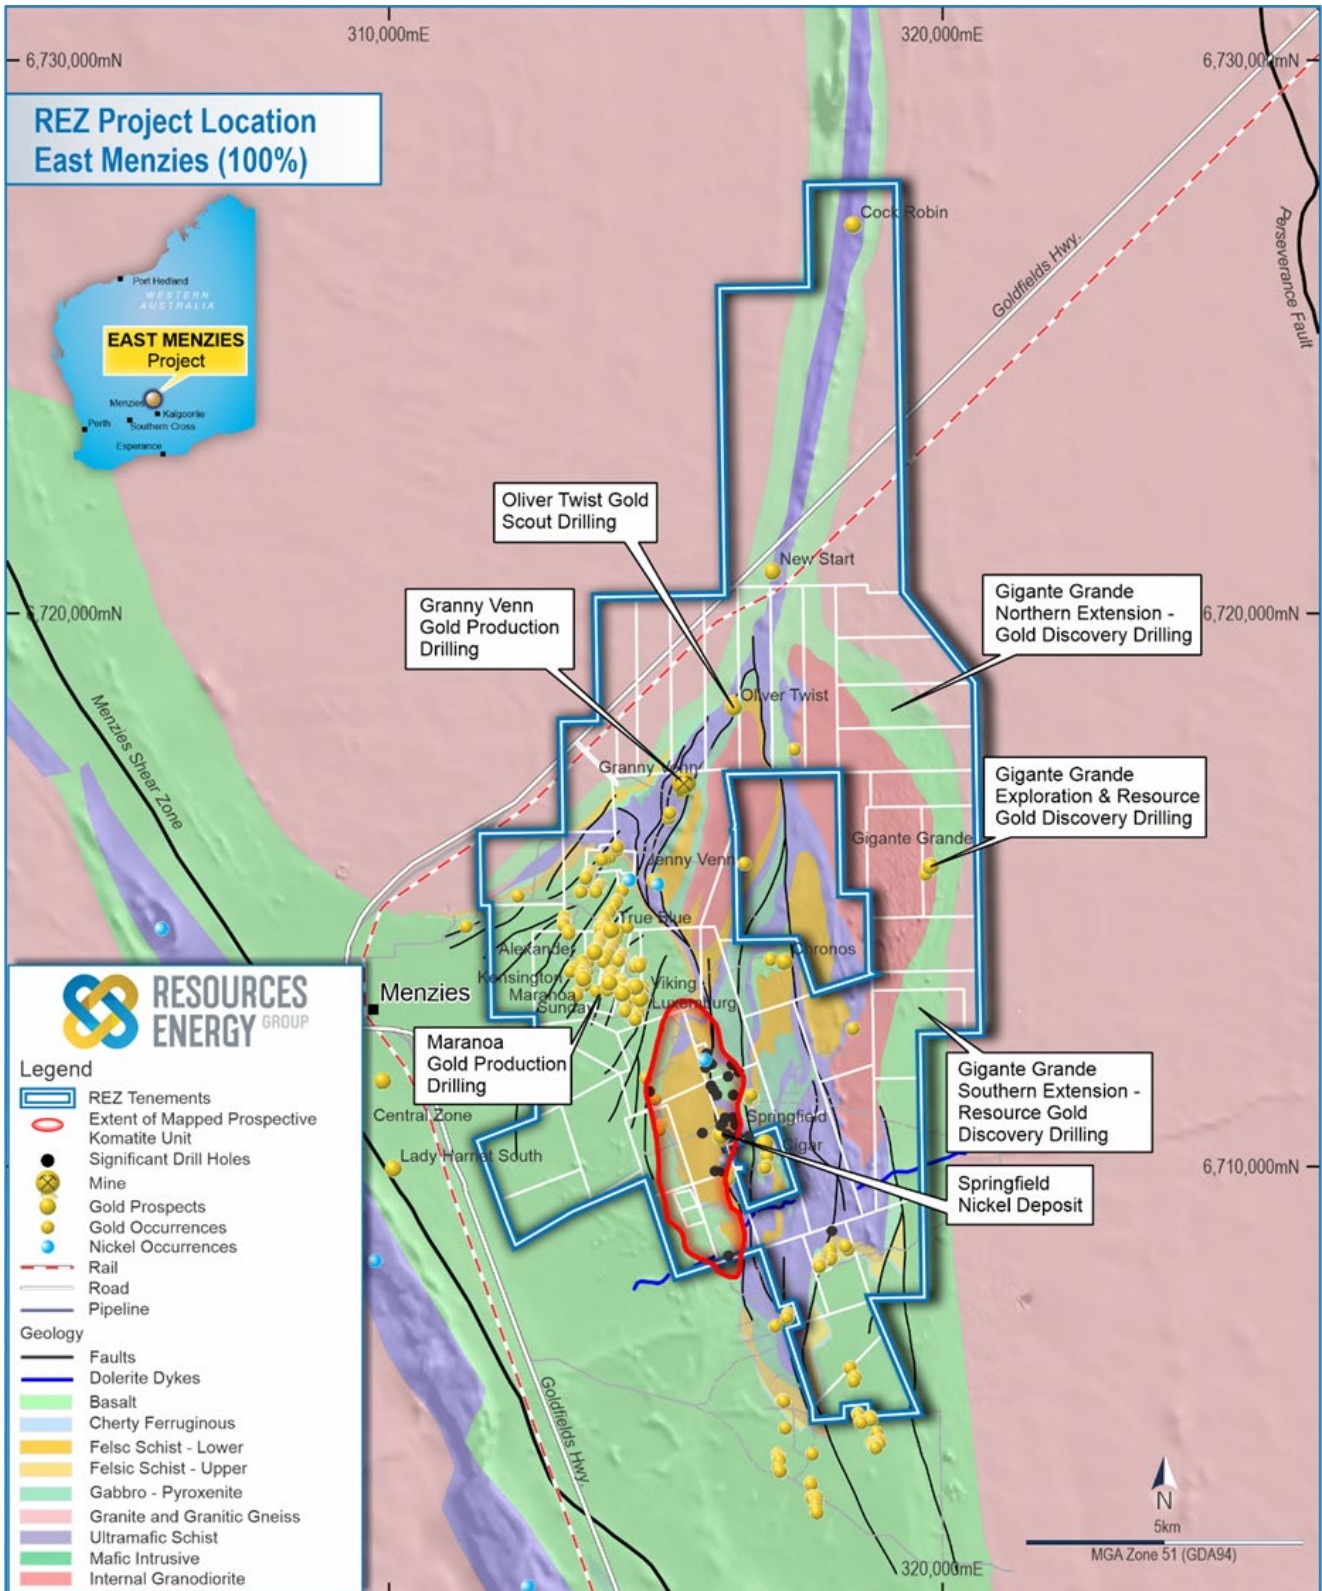 310,000mE
320,000mE
6,730,000mN
6,730,000mN
REZ Project Location
East Menzies (100%)
Port Hedland
WESTERN
AUSTRALIA
EAST MENZIES
Project
Menzies
Kalgoorlie
Perth
Southern Cross
Esperance
Cock Robin
Goldfields Hwy.
Perseverance Fault
Oliver Twist Gold
Scout Drilling
New Start
Granny Venn
Gold Production
Drilling
Gigante Grande
Northern Extension -
Gold Discovery Drilling
6,720,000mN
6,720,000mN
Menzies Shear Zone
Oliver Twist
Granny Venn
Gigante Grande
Exploration & Resource
Gold Discovery Drilling
Gigante Grande
Jenny Venn
True Blue
Alexander
Chronos
Kensington
Viking
Maranoa
Luxemburg
Sunday
Menzies
Maranoa
Gold Production
Drilling
Gigante Grande
Southern Extension -
Resource Gold
Discovery Drilling
Central Zone
Springfield
Cigar
Lady Harriet South
6,710,000mN
Springfield
Nickel Deposit
Goldfields Hwy.
RESOURCES
ENERGY GROUP
Legend
REZ Tenements
Extent of Mapped Prospective
Komatite Unit
Significant Drill Holes
Mine
Gold Prospects
Gold Occurrences
Nickel Occurrences
Rail
Road
Pipeline
Geology
Faults
Dolerite Dykes
Basalt
Cherty Ferruginous
Felsc Schist - Lower
Felsic Schist - Upper
Gabbro - Pyroxenite
Granite and Granitic Gneiss
Ultramafic Schist
Mafic Intrusive
Internal Granodiorite
N
5km
MGA Zone 51 (GDA94)
320,000mE